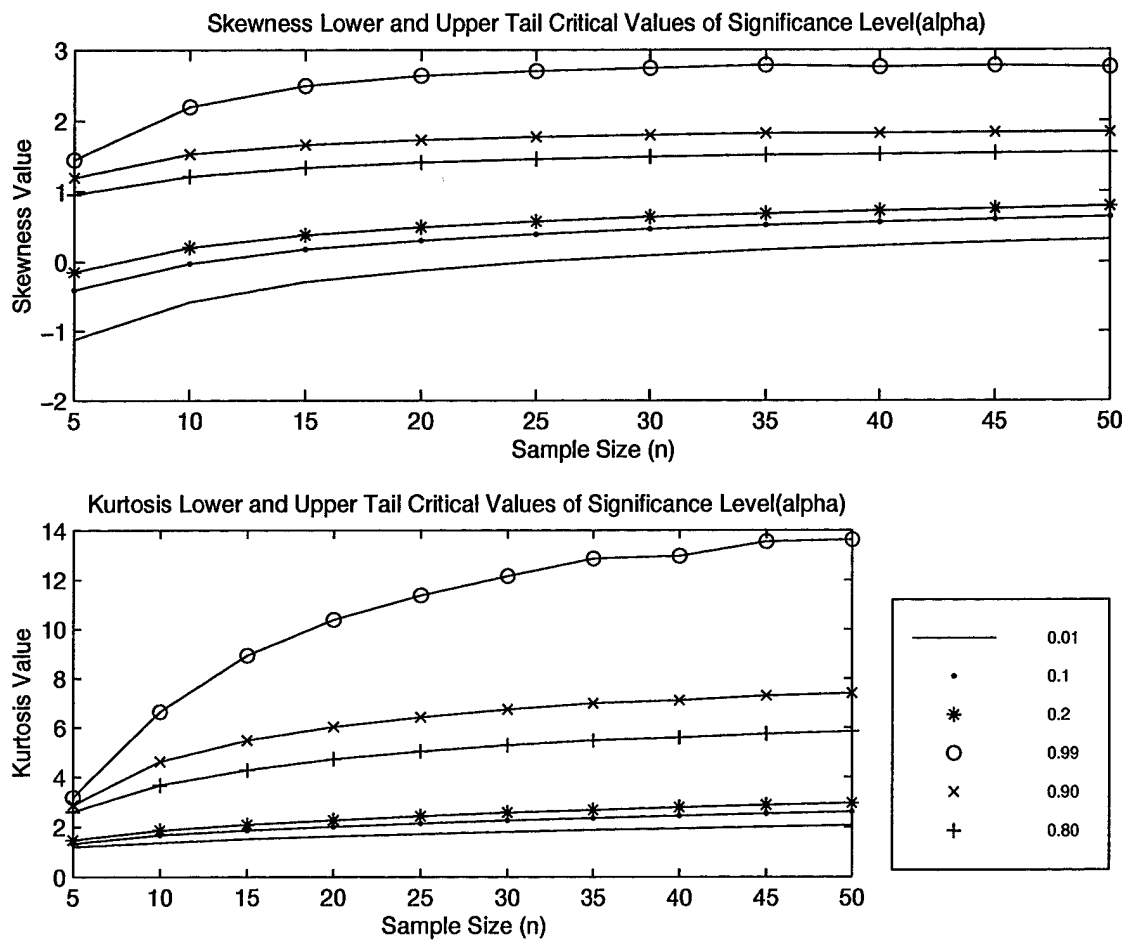 Skewness Lower and Upper Tail Critical Values of Significance Level(alpha)
3
2
1
0
−1
−2
Skewness Value
5 10 15 20 25 30 35 40 45 50
Sample Size (n)
Kurtosis Lower and Upper Tail Critical Values of Significance Level(alpha)
14
12
10
8
6
4
2
0
Kurtosis Value
5 10 15 20 25 30 35 40 45 50
Sample Size (n)
0.01
0.1
0.2
0.99
0.90
0.80